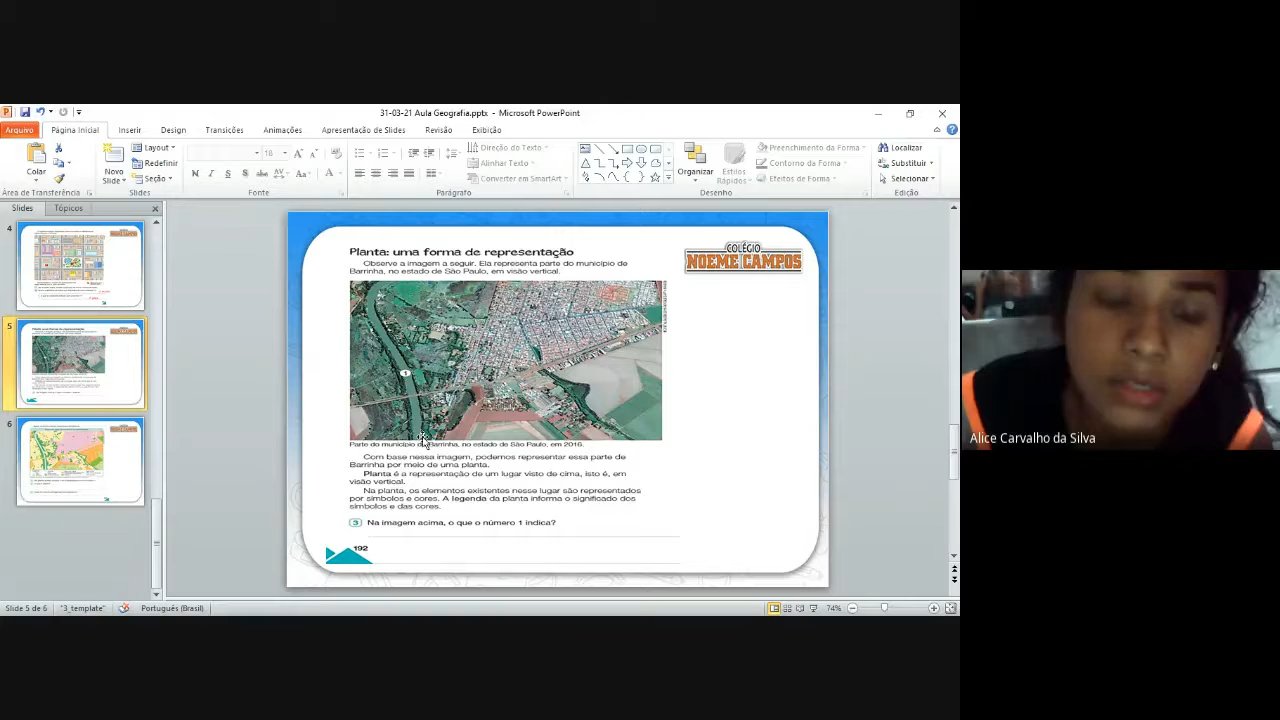 31-03-21 Aula Geografia.pptx - Microsoft PowerPoint
Arquivo
Página Inicial
Inserir
Design
Transições
Animações
Apresentação de Slides
Revisão
Exibição
Colar
Área de Transferência
Novo
Slide
Layout
Redefinir
Seção
Slides
18
N I S abc AV Aa A
Fonte
Direção do Texto
Alinhar Texto
Converter em SmartArt
Parágrafo
Organizar
Estilos
Rápidos
Preenchimento da Forma
Contorno da Forma
Efeitos de Forma
Desenho
Localizar
Substituir
Selecionar
Edição
Slides
Tópicos
4
5
6
Planta: uma forma de representação
COLÉGIO
NOEME CAMPOS
Observe a imagem a seguir. Ela representa parte do município de
Barrinha, no estado de São Paulo, em visão vertical.
1
Parte do município de Barrinha, no estado de São Paulo, em 2016.
Com base nessa imagem, podemos representar essa parte de
Barrinha por meio de uma planta.
Planta é a representação de um lugar visto de cima, isto é, em
visão vertical.
Na planta, os elementos existentes nesse lugar são representados
por símbolos e cores. A legenda da planta informa o significado dos
símbolos e das cores.
3 Na imagem acima, o que o número 1 indica?
192
Alice Carvalho da Silva
Slide 5 de 6
"3_template"
Português (Brasil)
74%